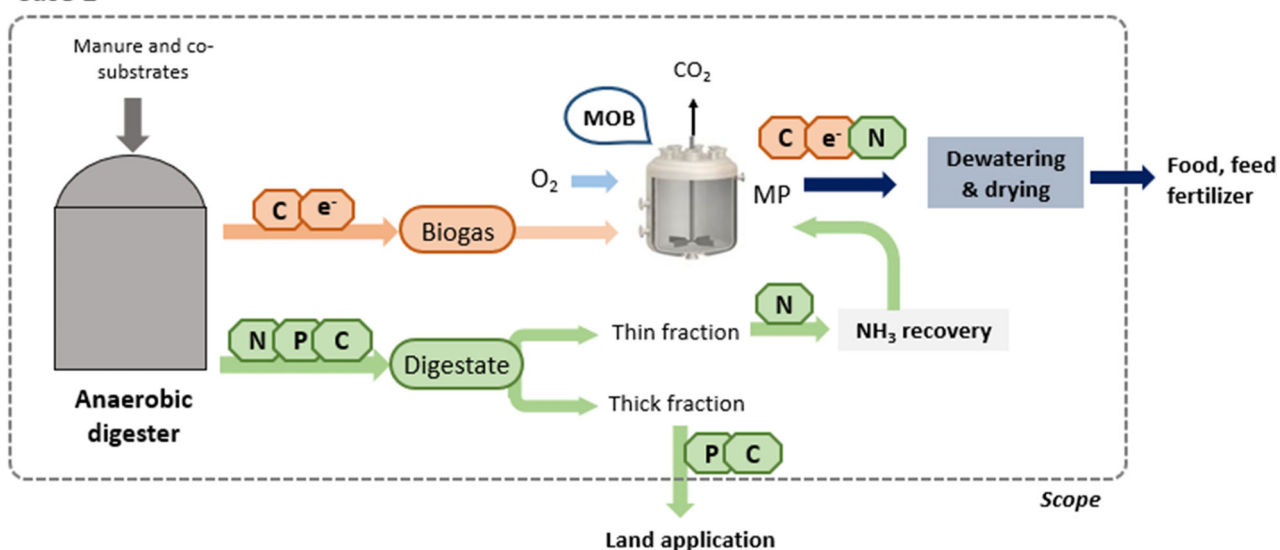 Manure and co-
substrates
CO₂
MOB
C e⁻ N
O₂
MP
Dewatering
& drying
Food, feed
fertilizer
C e⁻
Biogas
N
N P C
Thin fraction
NH₃ recovery
Digestate
Thick fraction
Anaerobic
digester
P C
Scope
Land application